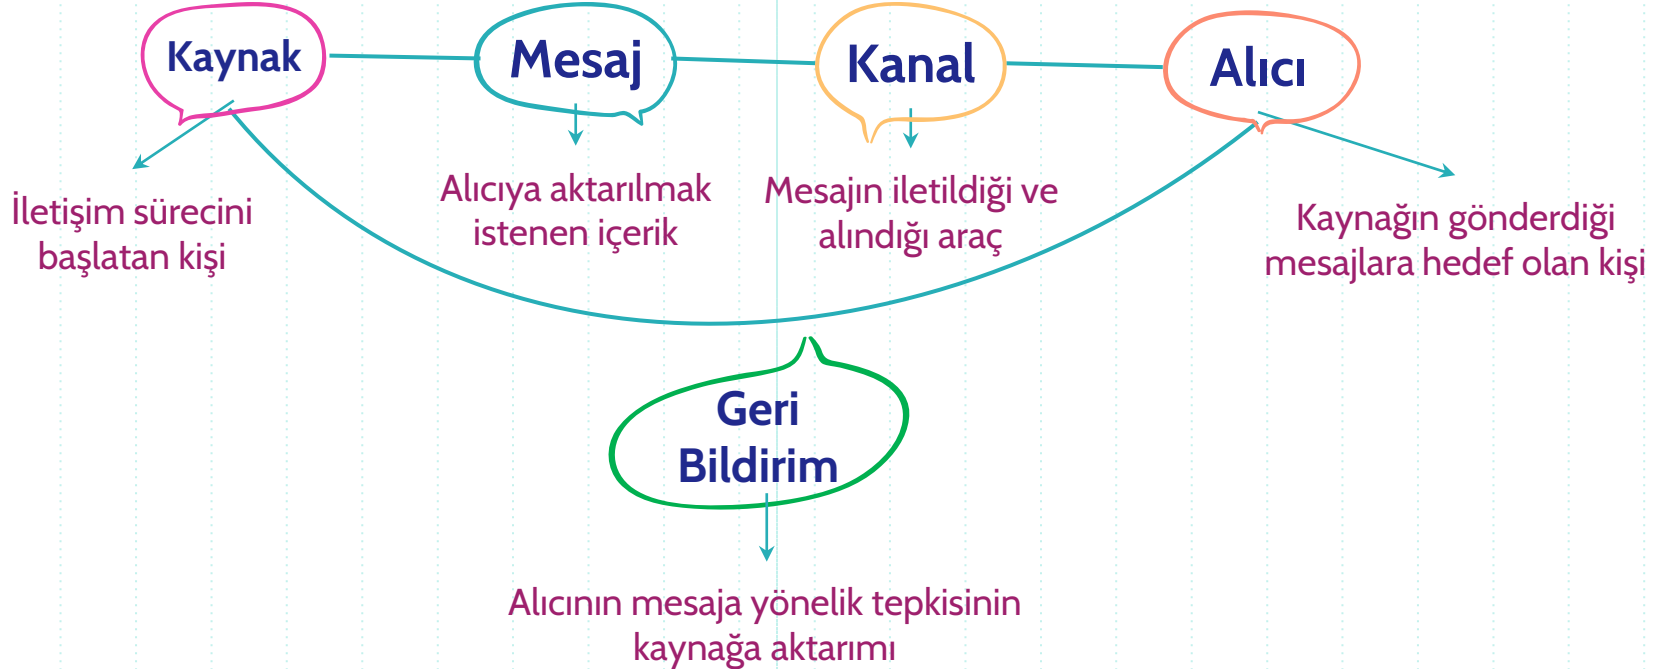 Kaynak
Mesaj
Kanal
Alıcı
İletişim sürecini
başlatan kişi
Alıcıya aktarılmak
istenen içerik
Mesajın iletildiği ve
alındığı araç
Kaynağın gönderdiği
mesajlara hedef olan kişi
Geri
Bildirim
Alıcının mesaja yönelik tepkisinin
kaynağa aktarımı